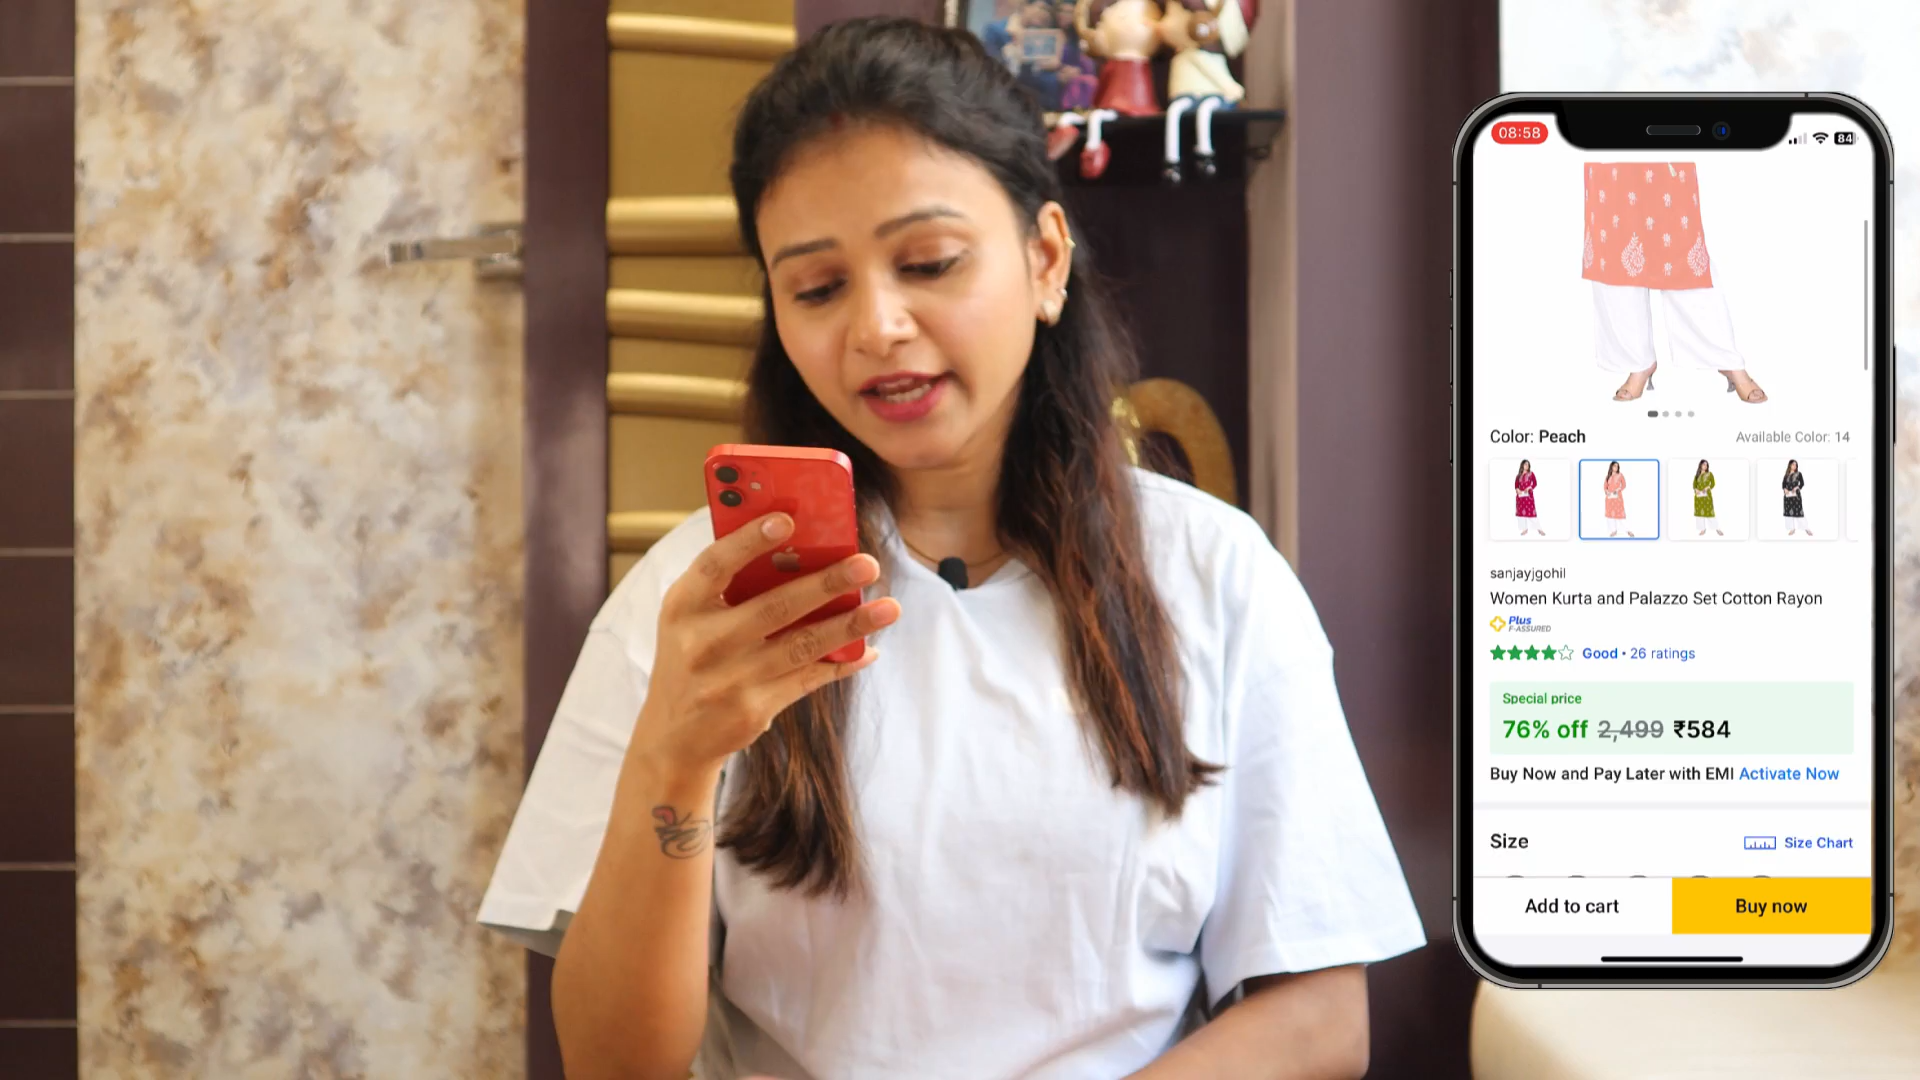 08:58
84
Color: Peach
Available Color: 14
sanjayjgohil
Women Kurta and Palazzo Set Cotton Rayon
Plus
F-ASSURED
Good • 26 ratings
Special price
76% off 2,499 ₹584
Buy Now and Pay Later with EMI Activate Now
Size
Size Chart
Add to cart
Buy now